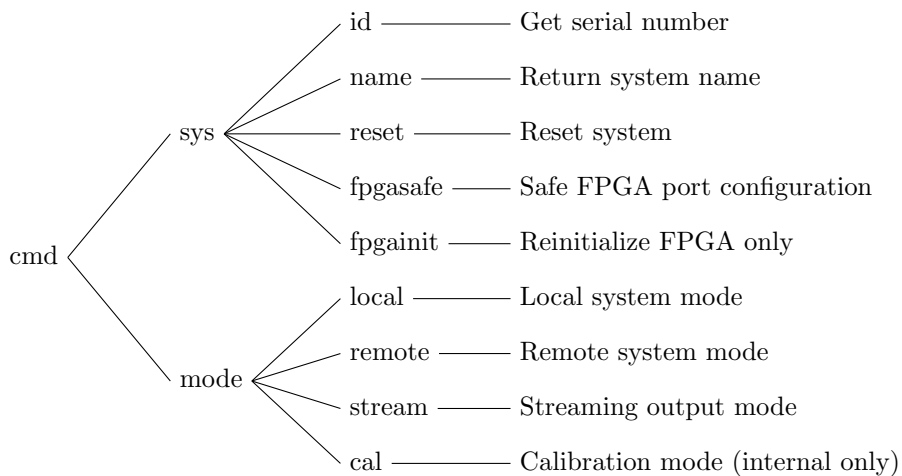 id Get serial number
name Return system name
sys reset Reset system
fpgasafe Safe FPGA port configuration
fpgainit Reinitialize FPGA only
cmd
local Local system mode
remote Remote system mode
mode
stream Streaming output mode
cal Calibration mode (internal only)